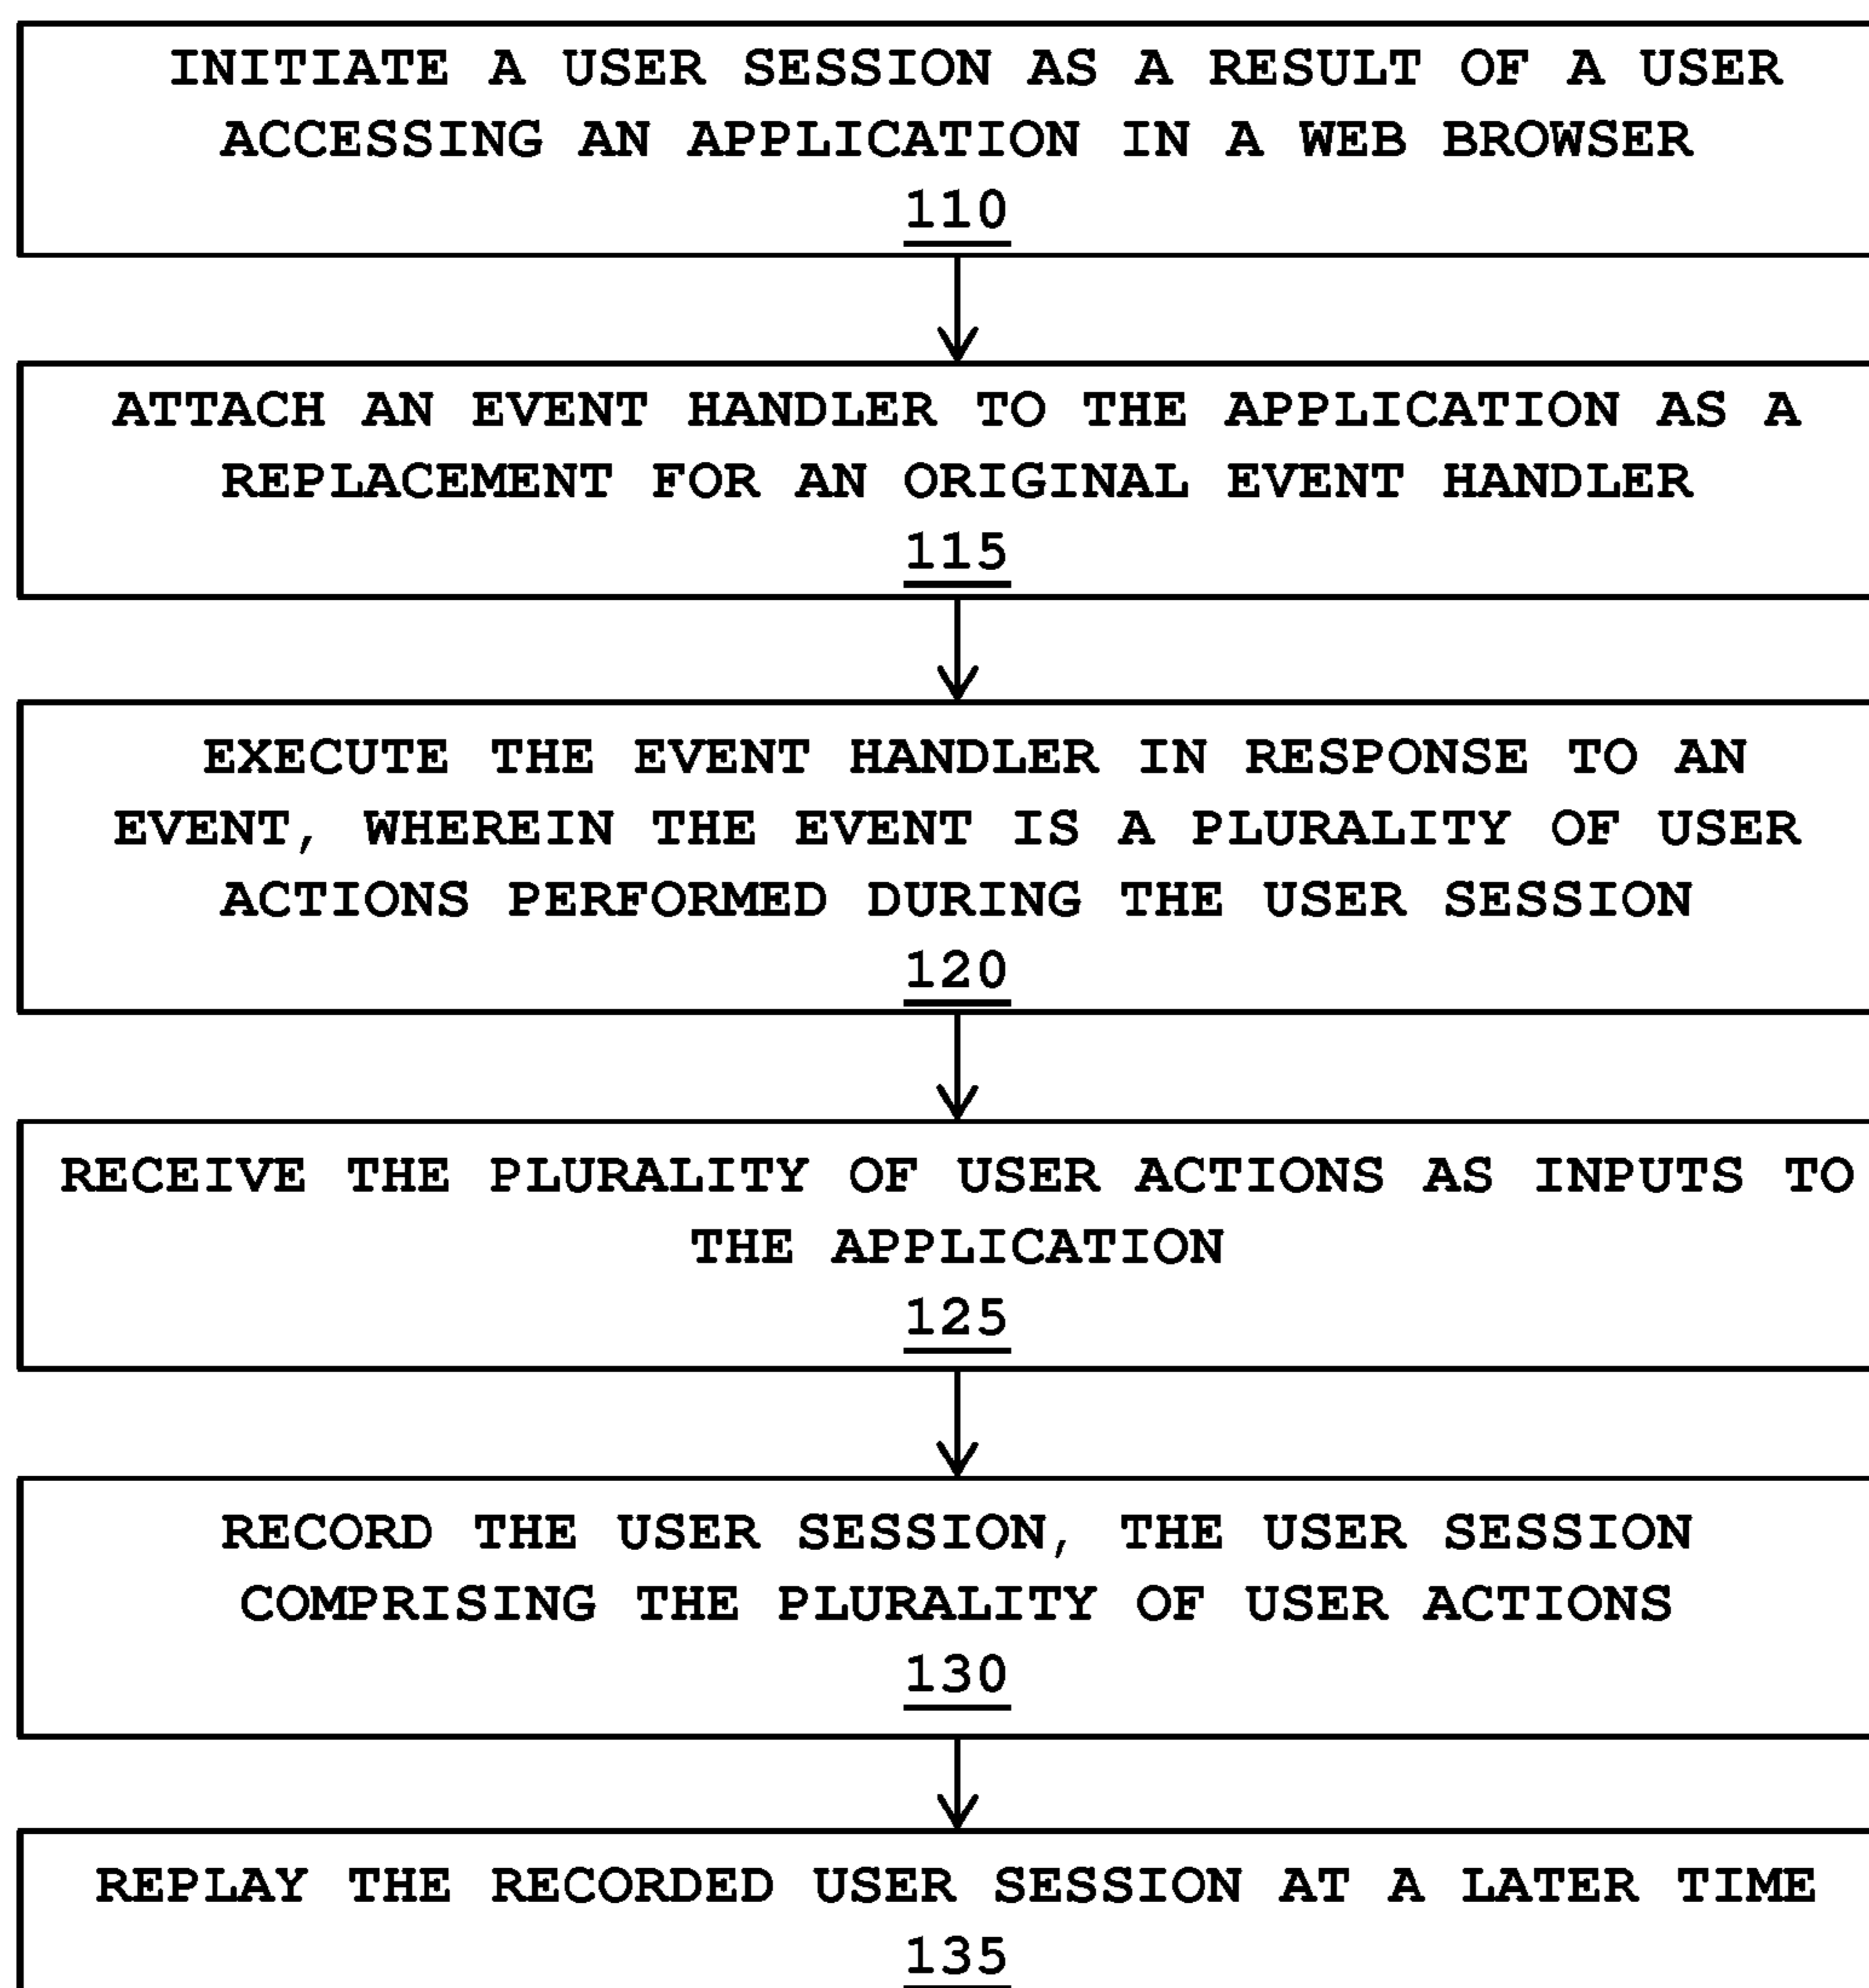 INITIATE A USER SESSION AS A RESULT OF A USER
ACCESSING AN APPLICATION IN A WEB BROWSER
110
ATTACH AN EVENT HANDLER TO THE APPLICATION AS A
REPLACEMENT FOR AN ORIGINAL EVENT HANDLER
115
EXECUTE THE EVENT HANDLER IN RESPONSE TO AN
EVENT, WHEREIN THE EVENT IS A PLURALITY OF USER
ACTIONS PERFORMED DURING THE USER SESSION
120
RECEIVE THE PLURALITY OF USER ACTIONS AS INPUTS TO
THE APPLICATION
125
RECORD THE USER SESSION, THE USER SESSION
COMPRISING THE PLURALITY OF USER ACTIONS
130
REPLAY THE RECORDED USER SESSION AT A LATER TIME
135